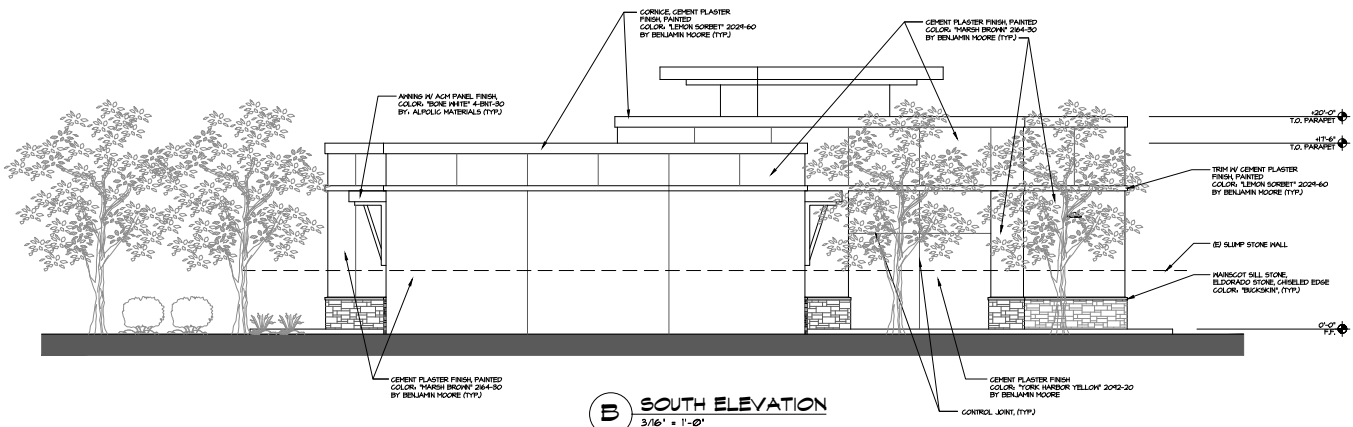 CORNICE, CEMENT PLASTER
FINISH, PAINTED
COLOR: "LEMON SORBET" 2029-60
BY BENJAMIN MOORE (TYP.)
CEMENT PLASTER FINISH, PAINTED
COLOR: "MARSH BROWN" 2164-30
BY BENJAMIN MOORE (TYP.)
AWNING W/ ACM PANEL FINISH,
COLOR: "BONE WHITE" 4-BNT-30
BY: ALPOLIC MATERIALS (TYP.)
+20'-0"
T.O. PARAPET
+17'-6"
T.O. PARAPET
TRIM W/ CEMENT PLASTER
FINISH, PAINTED
COLOR: "LEMON SORBET" 2029-60
BY BENJAMIN MOORE (TYP.)
(E) SLUMP STONE WALL
WAINSCOT SILL STONE,
ELDORADO STONE, CHISELED EDGE
COLOR: "BUCKSKIN", (TYP.)
0'-0"
F.F.
CEMENT PLASTER FINISH, PAINTED
COLOR: "MARSH BROWN" 2164-30
BY BENJAMIN MOORE (TYP.)
CEMENT PLASTER FINISH
COLOR: "YORK HARBOR YELLOW" 2092-20
BY BENJAMIN MOORE
CONTROL JOINT, (TYP.)
B SOUTH ELEVATION
3/16" = 1'-0"